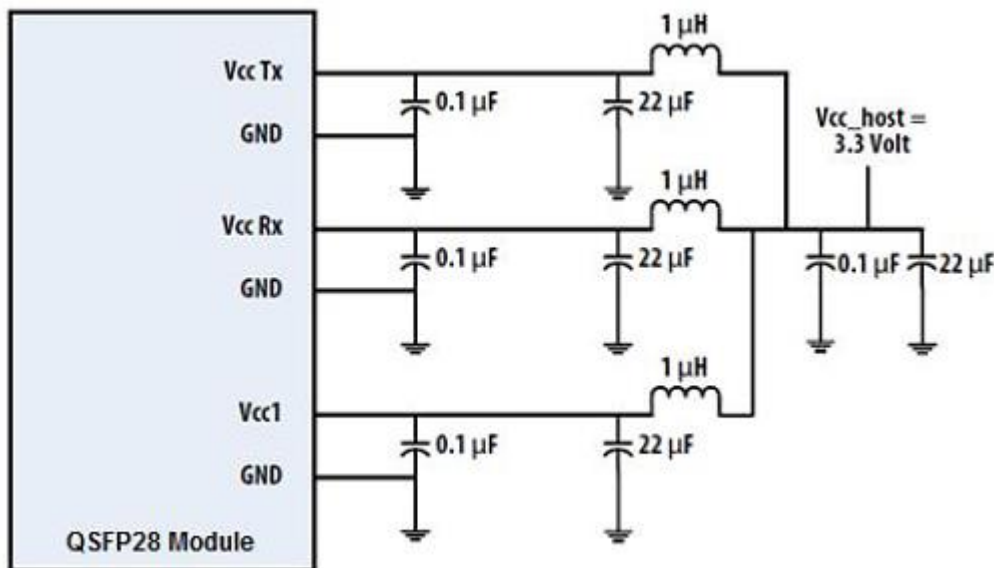 1 µH
Vcc Tx
0.1 µF
22 µF
GND
Vcc_host =
3.3 Volt
1 µH
Vcc Rx
0.1 µF
22 µF
0.1 µF
22 µF
GND
1 µH
Vcc1
0.1 µF
22 µF
GND
QSFP28 Module